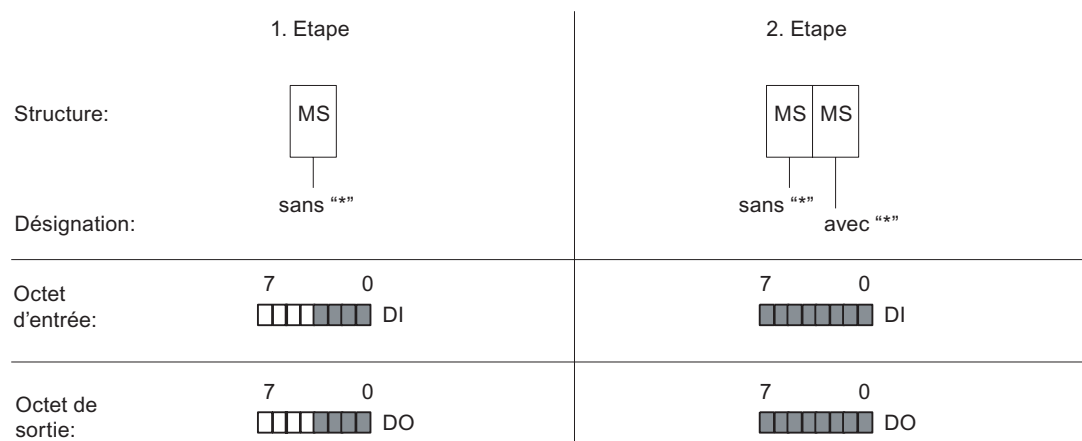 1. Etape 2. Etape
Structure: MS MS MS
sans “*” sans “*”
Désignation: avec “*”
Octet 7 0 7 0
d’entrée: DI DI
Octet de 7 0 7 0
sortie: DO DO